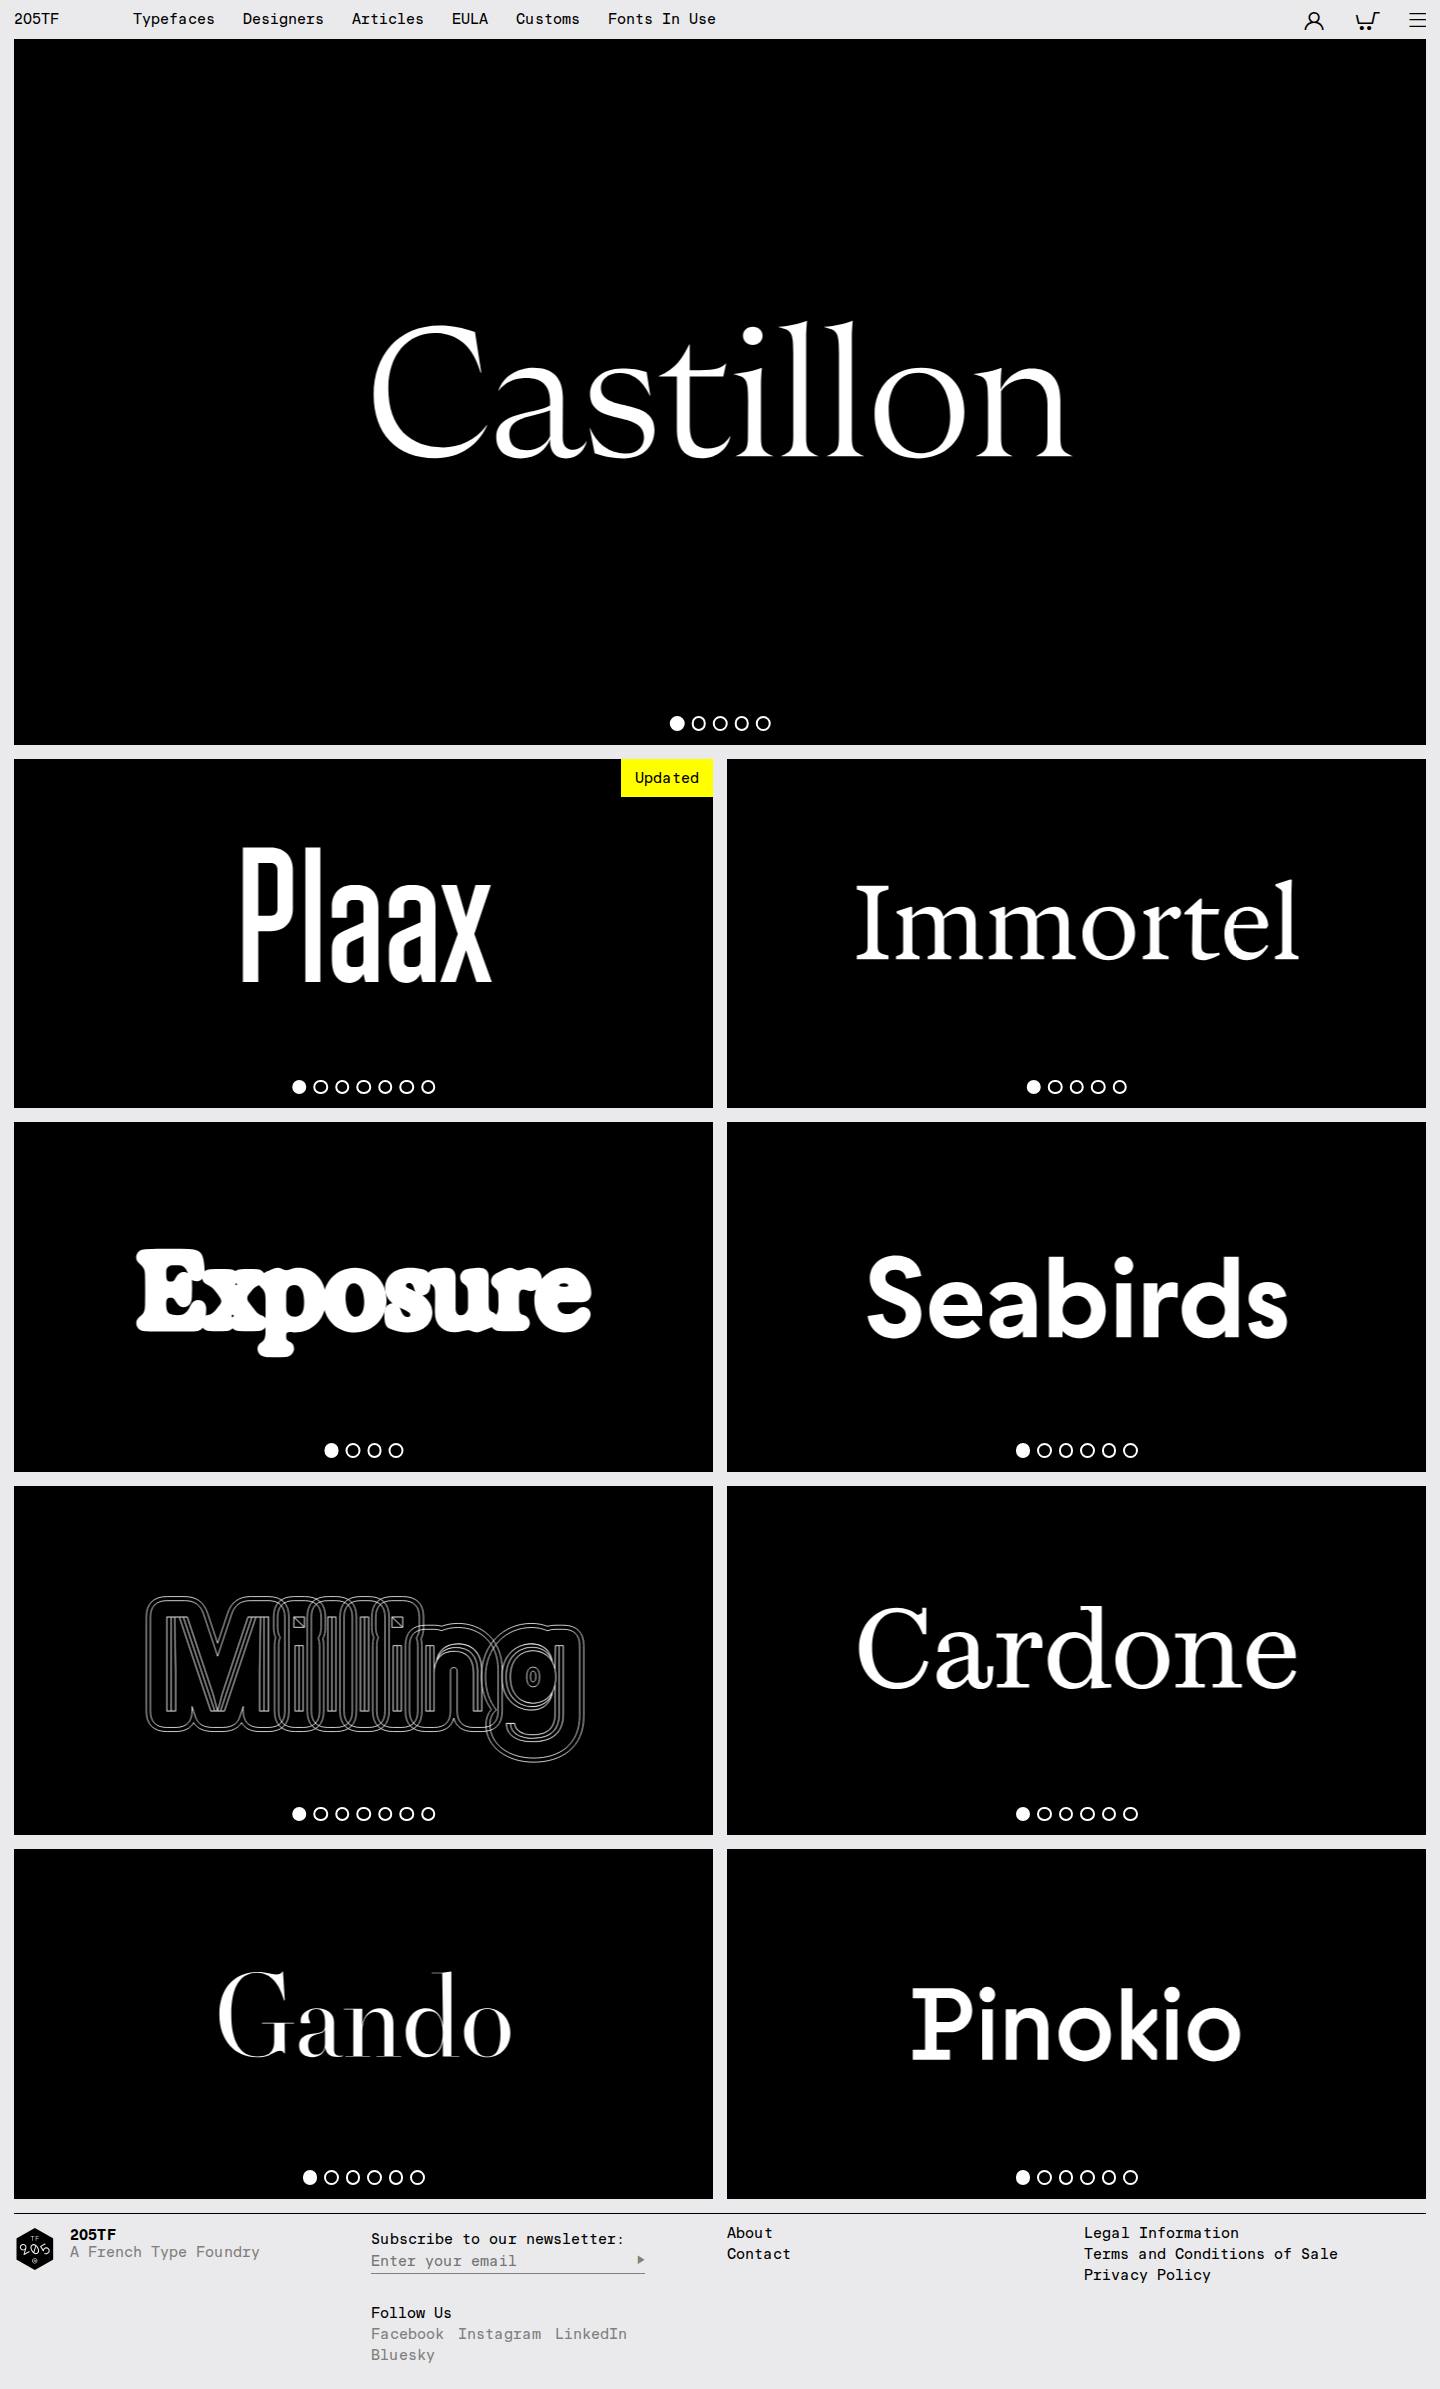 205TF Typefaces Designers Articles EULA Customs Fonts In Use
Castillon
Updated
Plaax
Immortel
Exposure
Seabirds
Milling
Cardone
Gando
Pinokio
TF
205
205TF
A French Type Foundry
Subscribe to our newsletter:
Enter your email
Follow Us
Facebook Instagram LinkedIn
Bluesky
About
Contact
Legal Information
Terms and Conditions of Sale
Privacy Policy